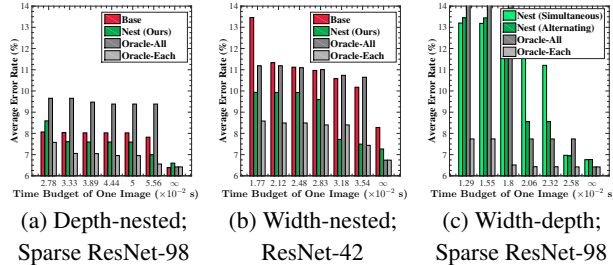 Average Error Rate (%)
14
13
12
11
10
9
8
7
6
Base
Nest (Ours)
Oracle-All
Oracle-Each
2.78 3.33 3.89 4.44 5 5.56 ∞
Time Budget of One Image (×10⁻² s)
(a) Depth-nested;
Sparse ResNet-98
Average Error Rate (%)
14
13
12
11
10
9
8
7
6
Base
Nest (Ours)
Oracle-All
Oracle-Each
1.77 2.12 2.48 2.83 3.18 3.54 ∞
Time Budget of One Image (×10⁻² s)
(b) Width-nested;
ResNet-42
Average Error Rate (%)
14
13
12
11
10
9
8
7
6
Nest (Simultaneous)
Nest (Alternating)
Oracle-All
Oracle-Each
1.29 1.55 1.8 2.06 2.32 2.58 ∞
Time Budget of One Image (×10⁻² s)
(c) Width-depth;
Sparse ResNet-98